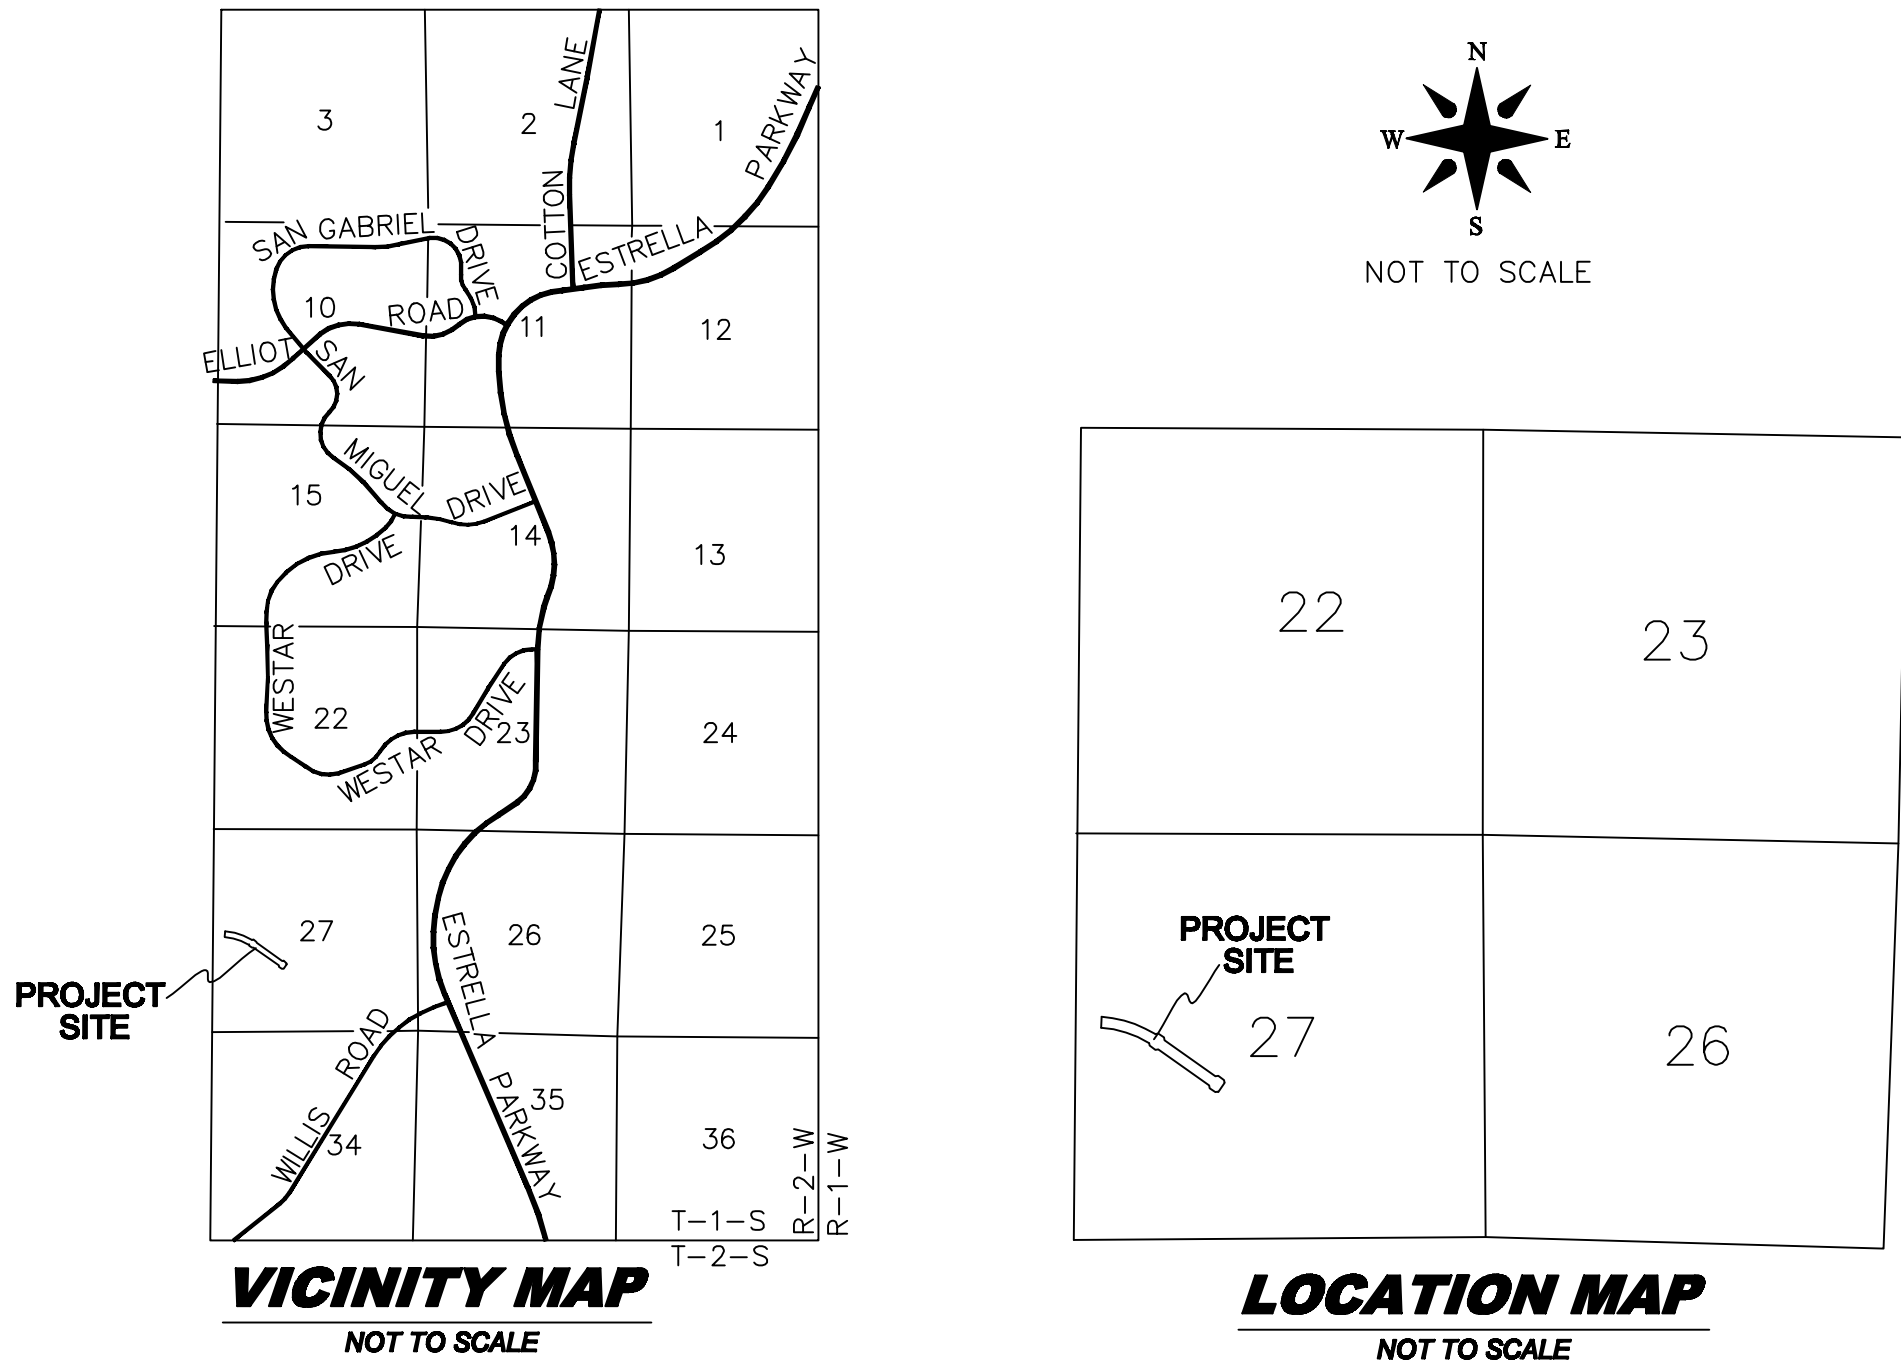 3
2
1
COTTON LANE
ESTRELLA PARKWAY
SAN GABRIEL DRIVE
10
ELLIOT ROAD
11
12
SAN MIGUEL DRIVE
15
14
13
WESTAR DRIVE
22
WESTAR DRIVE
23
24
27
26
25
PROJECT
SITE
ESTRELLA PARKWAY
WILLIS ROAD
34
35
36
T-1-S
T-2-S
R-2-W
R-1-W
VICINITY MAP
NOT TO SCALE
N
W
E
S
NOT TO SCALE
22
23
PROJECT
SITE
27
26
LOCATION MAP
NOT TO SCALE